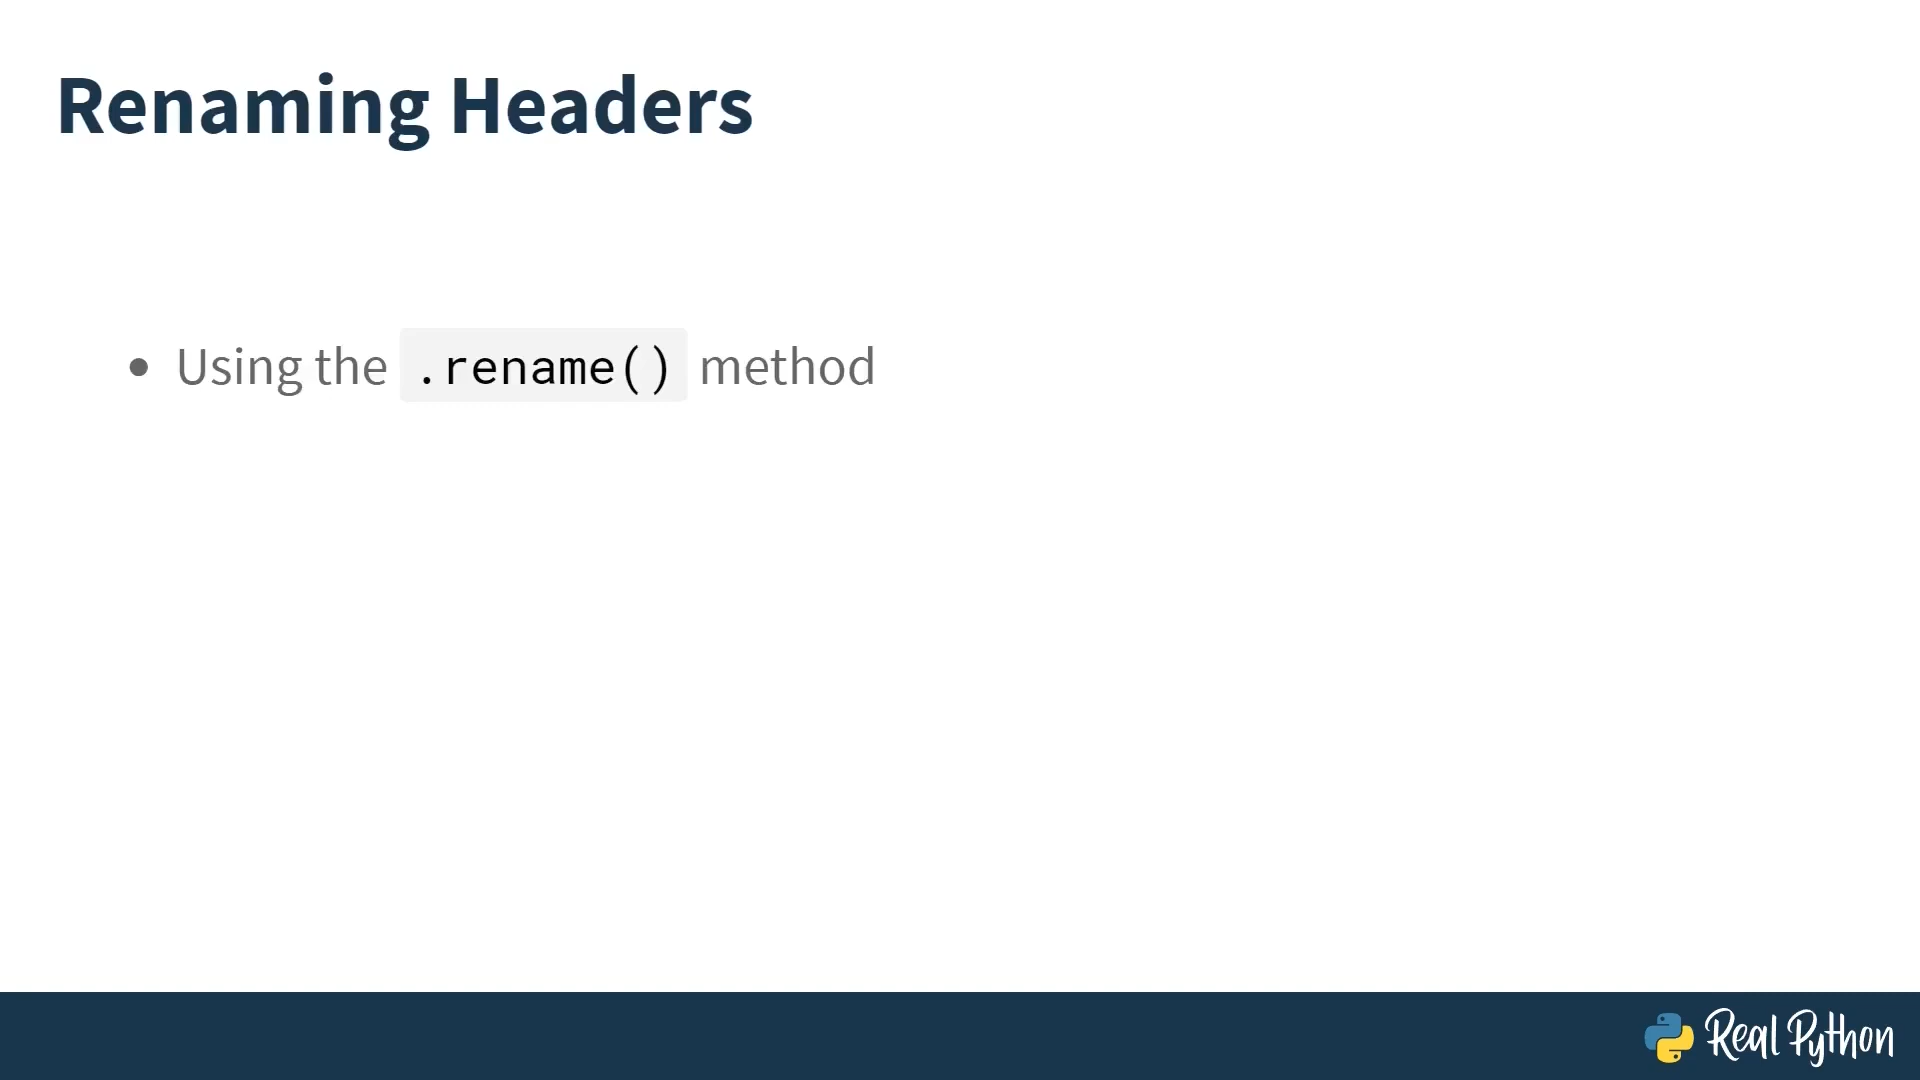 Renaming Headers
• Using the .rename() method
Real Python